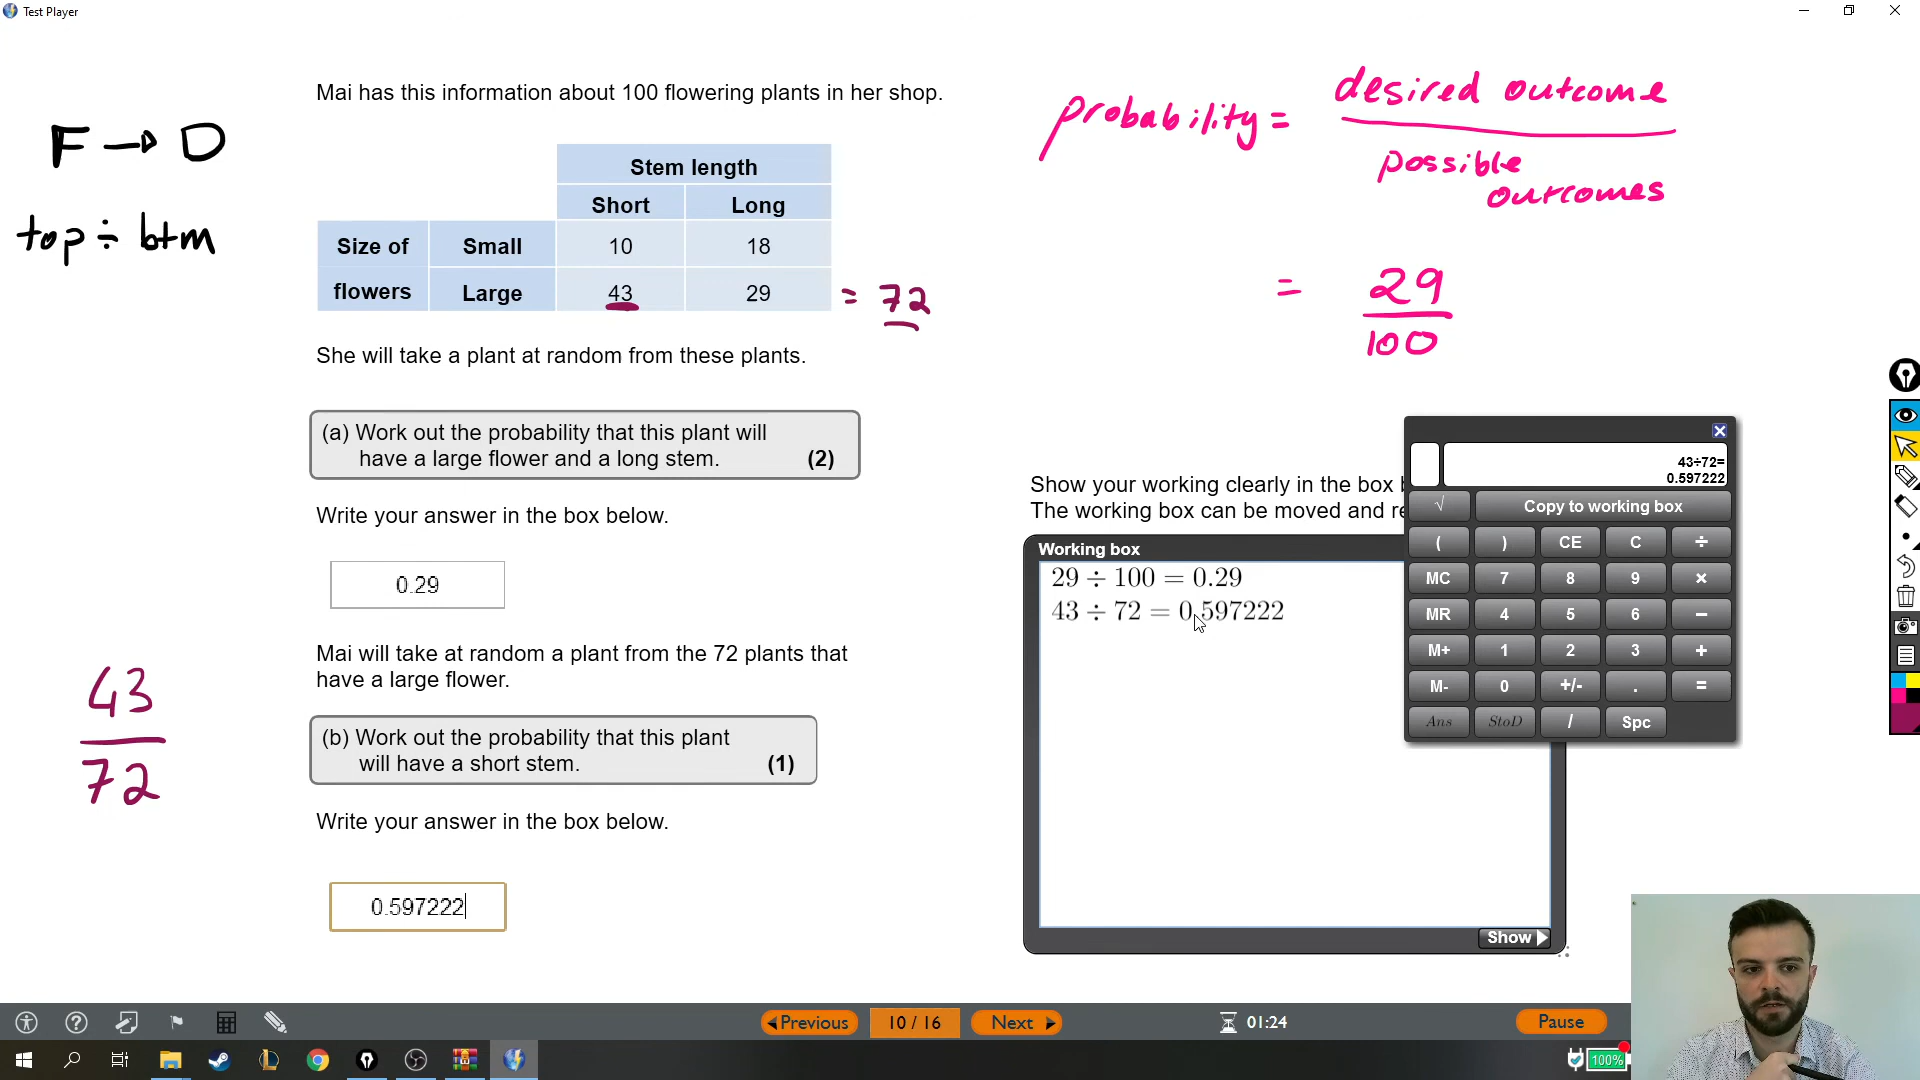 Test Player
F → D
top ÷ btm
Mai has this information about 100 flowering plants in her shop.
Stem length
Short Long
Size of flowers Small 10 18
Large 43 29 = 72
She will take a plant at random from these plants.
(a) Work out the probability that this plant will
have a large flower and a long stem. (2)
Write your answer in the box below.
0.29
Mai will take at random a plant from the 72 plants that
have a large flower.
43
72
(b) Work out the probability that this plant
will have a short stem. (1)
Write your answer in the box below.
0.597222
probability = desired outcome
possible
outcomes
= 29
100
Show your working clearly in the box
The working box can be moved and
Working box
29 ÷ 100 = 0.29
43 ÷ 72 = 0.597222
Show
43÷72=
0.597222
√ Copy to working box
( ) CE C ÷
MC 7 8 9 ×
MR 4 5 6 −
M+ 1 2 3 +
M- 0 +/- . =
Ans StoD / Spc
Previous 10 / 16 Next 01:24 Pause
100%